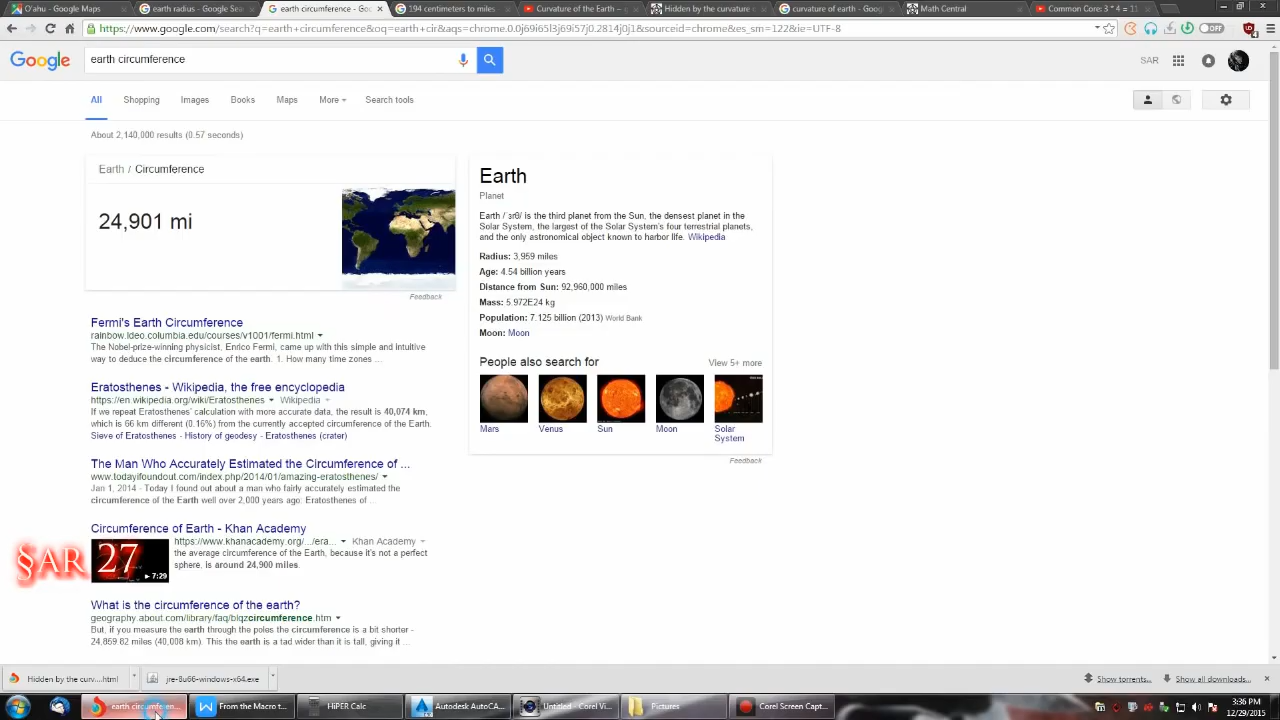 O'ahu - Google Maps
earth radius - Google Sea
earth circumference - Go
194 centimeters to miles
Curvature of the Earth –
Hidden by the curvature
curvature of earth - Goog
Math Central
Common Core: 3 * 4 = 11
https://www.google.com/search?q=earth+circumference&oq=earth+cir&aqs=chrome.0.0j69i65l3j69i57j0.2814j0j1&sourceid=chrome&es_sm=122&ie=UTF-8
OFF
Google
earth circumference
SAR
All
Shopping
Images
Books
Maps
More
Search tools
About 2,140,000 results (0.57 seconds)
Earth / Circumference
24,901 mi
Feedback
Fermi's Earth Circumference
rainbow.ldeo.columbia.edu/courses/v1001/fermi.html
The Nobel-prize-winning physicist, Enrico Fermi, came up with this simple and intuitive
way to deduce the circumference of the earth. 1. How many time zones ...
Eratosthenes - Wikipedia, the free encyclopedia
https://en.wikipedia.org/wiki/Eratosthenes Wikipedia
If we repeat Eratosthenes' calculation with more accurate data, the result is 40,074 km,
which is 66 km different (0.16%) from the currently accepted circumference of the Earth.
Sieve of Eratosthenes - History of geodesy - Eratosthenes (crater)
The Man Who Accurately Estimated the Circumference of ...
www.todayifoundout.com/index.php/2014/01/amazing-eratosthenes/
Jan 1, 2014 - Today I found out about a man who fairly accurately estimated the
circumference of the Earth well over 2,000 years ago: Eratosthenes of ...
Circumference of Earth - Khan Academy
https://www.khanacademy.org/.../era... Khan Academy
the average circumference of the Earth, because it's not a perfect
sphere, is around 24,900 miles.
7:29
§AR 27
What is the circumference of the earth?
geography.about.com/library/faq/blqzcircumference.htm
But, if you measure the earth through the poles the circumference is a bit shorter -
24,859.82 miles (40,008 km). This the earth is a tad wider than it is tall, giving it ...
Earth
Planet
Earth / ˈɜrθ/ is the third planet from the Sun, the densest planet in the
Solar System, the largest of the Solar System's four terrestrial planets,
and the only astronomical object known to harbor life. Wikipedia
Radius: 3,959 miles
Age: 4.54 billion years
Distance from Sun: 92,960,000 miles
Mass: 5.972E24 kg
Population: 7.125 billion (2013) World Bank
Moon: Moon
People also search for
View 5+ more
Mars
Venus
Sun
Moon
Solar System
Feedback
Hidden by the curv....html
jre-8u66-windows-x64.exe
Show torrents...
Show all downloads...
earth circumferen...
From the Macro t...
HiPER Calc
Autodesk AutoCA...
Untitled - Corel Vi...
Pictures
Corel Screen Capt...
3:36 PM
12/29/2015